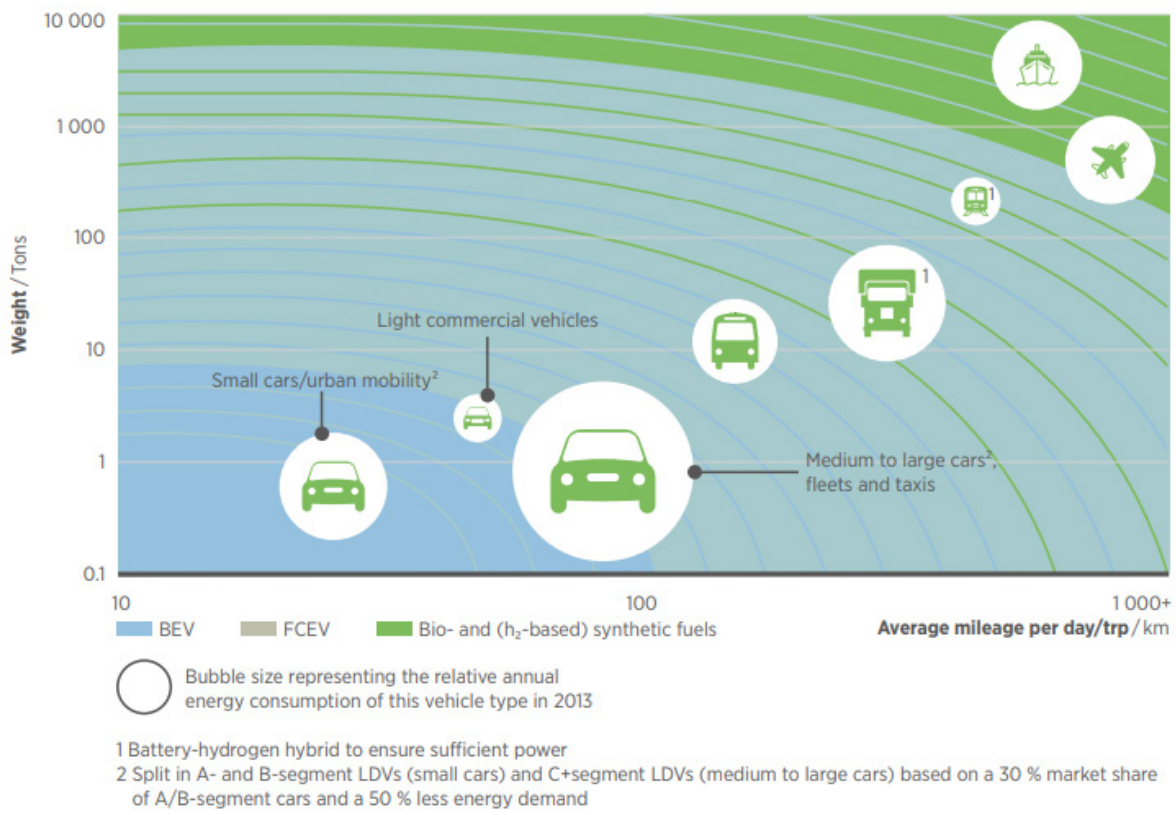 10 000
1 000
100
10
1
0.1
Weight / Tons
Light commercial vehicles
Small cars/urban mobility²
1
1
Medium to large cars²,
fleets and taxis
10
100
1 000+
Average mileage per day/trp / km
BEV
FCEV
Bio- and (h₂-based) synthetic fuels
Bubble size representing the relative annual
energy consumption of this vehicle type in 2013
1 Battery-hydrogen hybrid to ensure sufficient power
2 Split in A- and B-segment LDVs (small cars) and C+segment LDVs (medium to large cars) based on a 30 % market share
of A/B-segment cars and a 50 % less energy demand